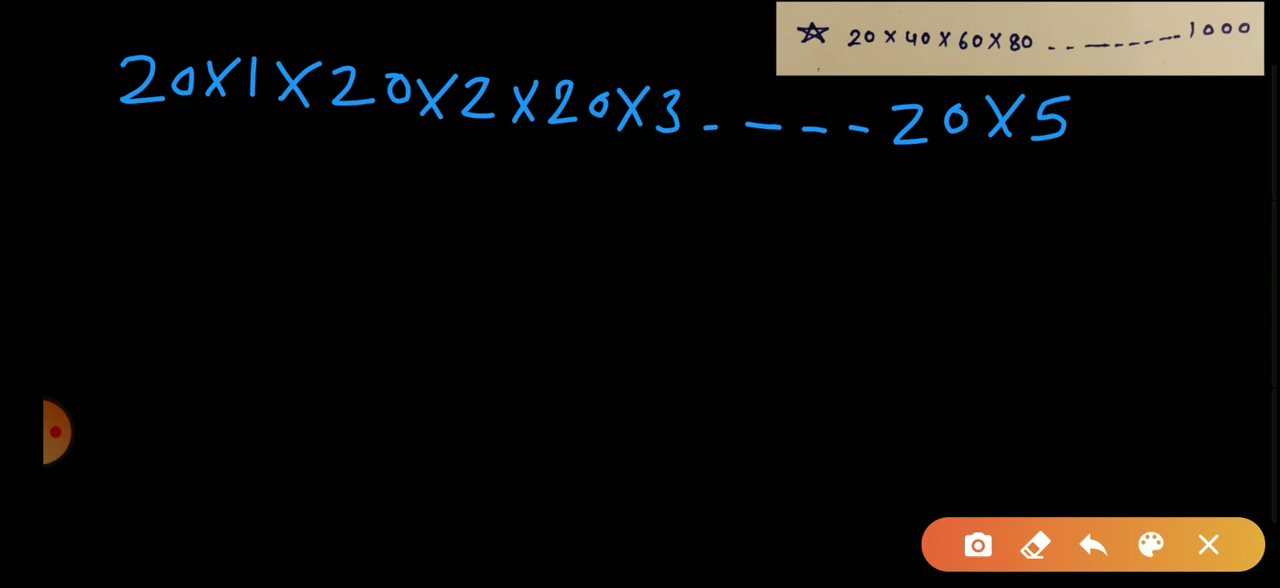 ☆ 20 × 40 × 60 × 80 . . _ _ _ _ _ _ _ 1000
20 X 1 X 20 X 2 X 20 X 3 . _ _ _ _ 20 X 5